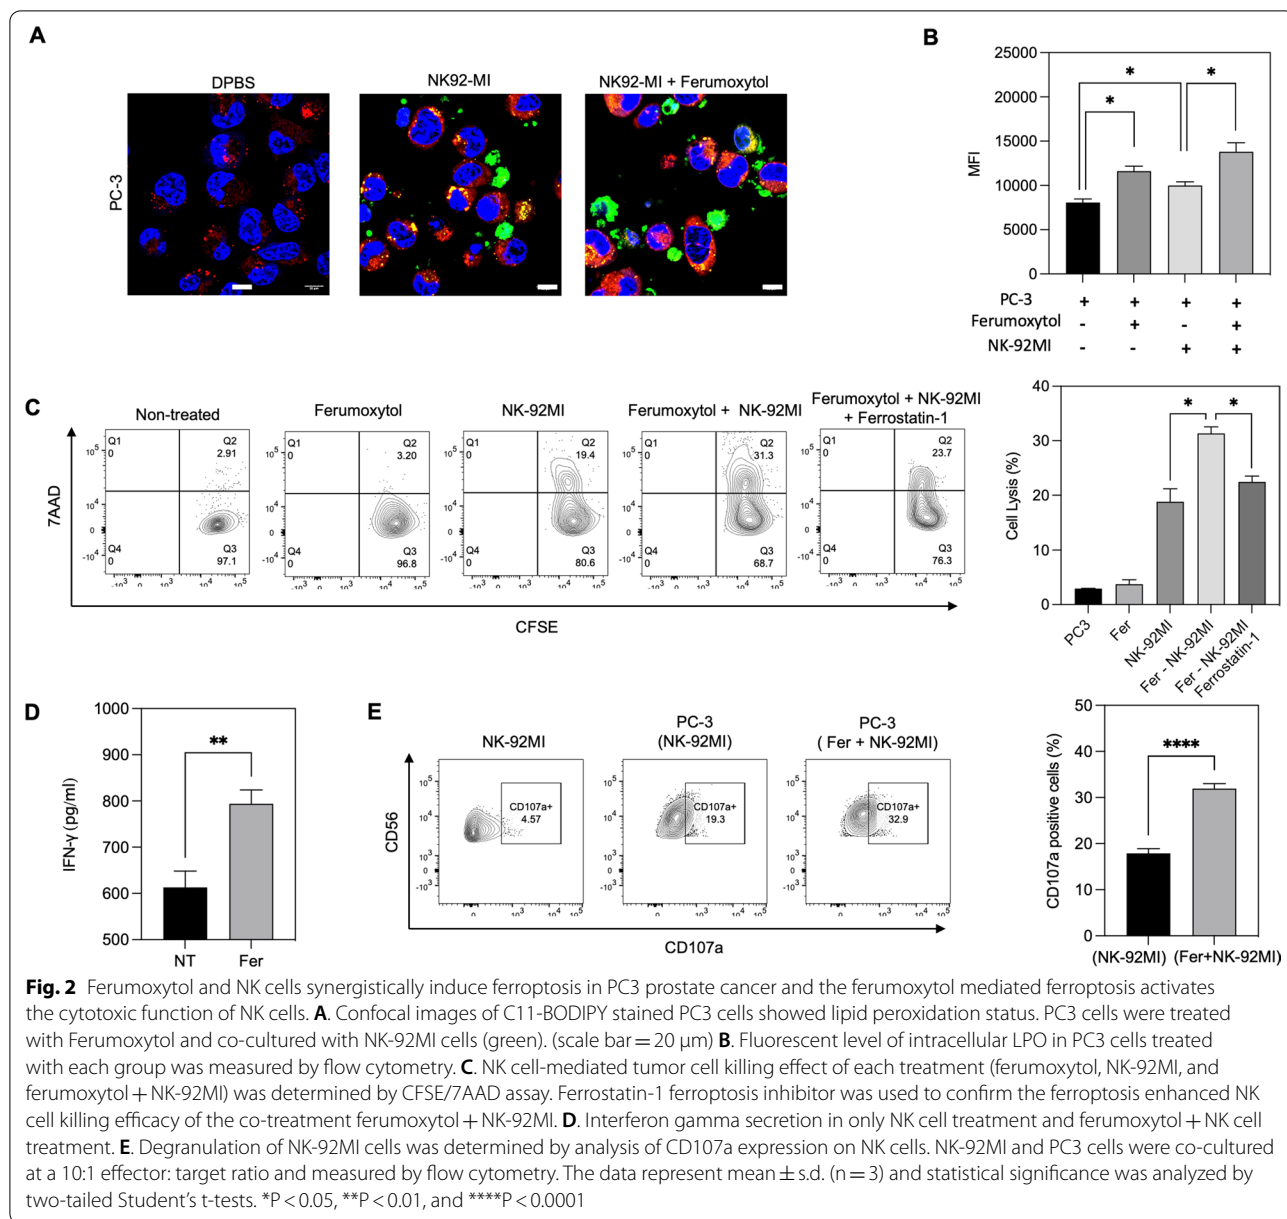 A
DPBS
NK92-MI
NK92-MI + Ferumoxytol
PC-3
B
25000
20000
15000
10000
5000
0
MFI
* * *
PC-3 + + + +
Ferumoxytol - + - +
NK-92MI - - + +
C
Non-treated
Q1
0
Q2
2.91
Q4
0
Q3
97.1
Ferumoxytol
Q1
0
Q2
3.20
Q4
0
Q3
96.8
NK-92MI
Q1
0
Q2
19.4
Q4
0
Q3
80.6
Ferumoxytol + NK-92MI
Q1
0
Q2
31.3
Q4
0
Q3
68.7
Ferumoxytol + NK-92MI
+ Ferrostatin-1
Q1
0
Q2
23.7
Q4
0
Q3
76.3
7AAD
CFSE
40
30
20
10
0
Cell Lysis (%)
* *
PC3
Fer
NK-92MI
Fer - NK-92MI
Fer - NK-92MI
Ferrostatin-1
D
1000
900
800
700
600
500
IFN-γ (pg/ml)
**
NT Fer
E
NK-92MI
CD107a+
4.57
PC-3
(NK-92MI)
CD107a+
19.3
PC-3
( Fer + NK-92MI)
CD107a+
32.9
CD56
CD107a
50
40
30
20
10
0
CD107a positive cells (%)
****
(NK-92MI) (Fer+NK-92MI)
Fig. 2 Ferumoxytol and NK cells synergistically induce ferroptosis in PC3 prostate cancer and the ferumoxytol mediated ferroptosis activates
the cytotoxic function of NK cells. A. Confocal images of C11-BODIPY stained PC3 cells showed lipid peroxidation status. PC3 cells were treated
with Ferumoxytol and co-cultured with NK-92MI cells (green). (scale bar = 20 μm) B. Fluorescent level of intracellular LPO in PC3 cells treated
with each group was measured by flow cytometry. C. NK cell-mediated tumor cell killing effect of each treatment (ferumoxytol, NK-92MI, and
ferumoxytol + NK-92MI) was determined by CFSE/7AAD assay. Ferrostatin-1 ferroptosis inhibitor was used to confirm the ferroptosis enhanced NK
cell killing efficacy of the co-treatment ferumoxytol + NK-92MI. D. Interferon gamma secretion in only NK cell treatment and ferumoxytol + NK cell
treatment. E. Degranulation of NK-92MI cells was determined by analysis of CD107a expression on NK cells. NK-92MI and PC3 cells were co-cultured
at a 10:1 effector: target ratio and measured by flow cytometry. The data represent mean ± s.d. (n = 3) and statistical significance was analyzed by
two-tailed Student's t-tests. *P < 0.05, **P < 0.01, and ****P < 0.0001